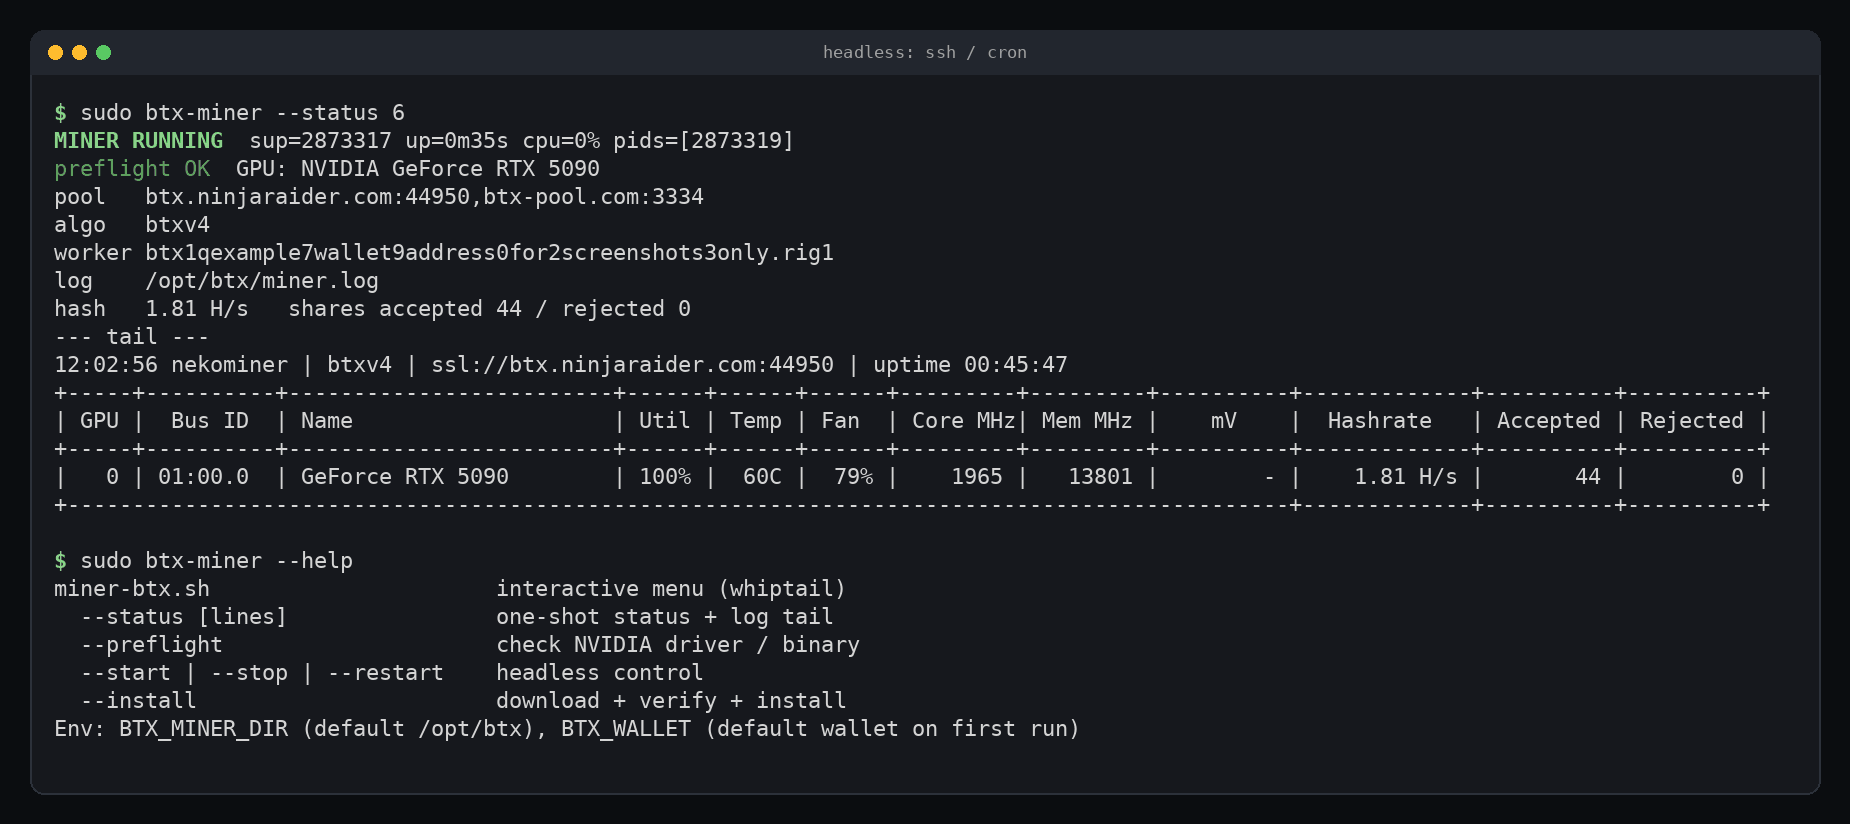 headless: ssh / cron
$ sudo btx-miner --status 6
MINER RUNNING  sup=2873317 up=0m35s cpu=0% pids=[2873319]
preflight OK  GPU: NVIDIA GeForce RTX 5090
pool   btx.ninjaraider.com:44950,btx-pool.com:3334
algo   btxv4
worker btx1qexample7wallet9address0for2screenshots3only.rig1
log    /opt/btx/miner.log
hash   1.81 H/s   shares accepted 44 / rejected 0
--- tail ---
12:02:56 nekominer | btxv4 | ssl://btx.ninjaraider.com:44950 | uptime 00:45:47
+-----+----------+-------------------------+------+------+------+---------+---------+----------+-------------+----------+----------+
| GPU |  Bus ID  | Name                    | Util | Temp | Fan  | Core MHz| Mem MHz |    mV    |  Hashrate   | Accepted | Rejected |
+-----+----------+-------------------------+------+------+------+---------+---------+----------+-------------+----------+----------+
|   0 | 01:00.0  | GeForce RTX 5090        | 100% |  60C |  79% |    1965 |   13801 |        - |    1.81 H/s |       44 |        0 |
+----------------------------------------------------------------------------------------------+-------------+----------+----------+
$ sudo btx-miner --help
miner-btx.sh                      interactive menu (whiptail)
  --status [lines]                one-shot status + log tail
  --preflight                     check NVIDIA driver / binary
  --start | --stop | --restart    headless control
  --install                       download + verify + install
Env: BTX_MINER_DIR (default /opt/btx), BTX_WALLET (default wallet on first run)